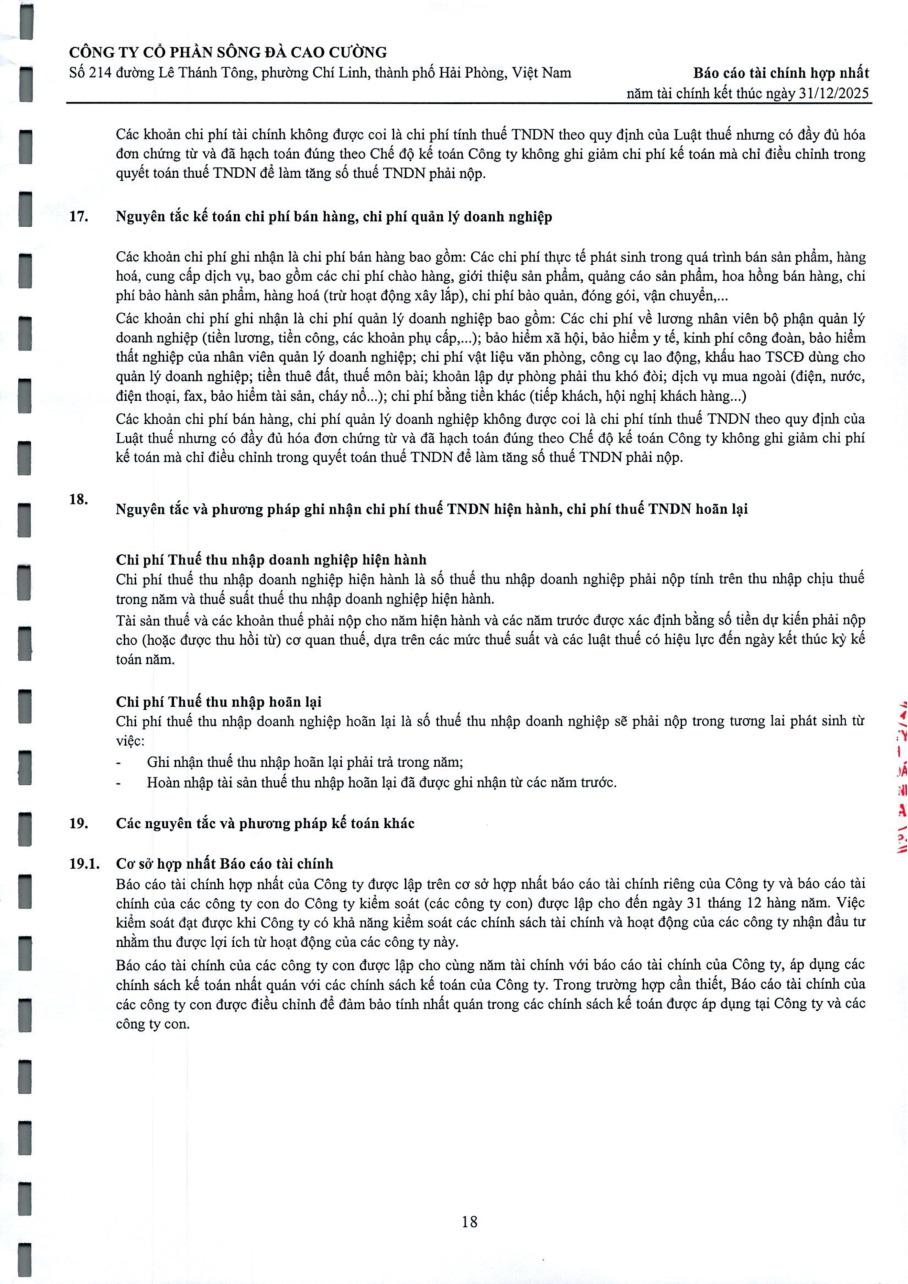 CÔNG TY CỔ PHẦN SÔNG ĐÀ CAO CƯỜNG
Số 214 đường Lê Thánh Tông, phường Chí Linh, thành phố Hải Phòng, Việt Nam
Báo cáo tài chính hợp nhất
năm tài chính kết thúc ngày 31/12/2025
Các khoản chi phí tài chính không được coi là chi phí tính thuế TNDN theo quy định của Luật thuế nhưng có đầy đủ hóa
đơn chứng từ và đã hạch toán đúng theo Chế độ kế toán Công ty không ghi giảm chi phí kế toán mà chỉ điều chỉnh trong
quyết toán thuế TNDN để làm tăng số thuế TNDN phải nộp.
17. Nguyên tắc kế toán chi phí bán hàng, chi phí quản lý doanh nghiệp
Các khoản chi phí ghi nhận là chi phí bán hàng bao gồm: Các chi phí thực tế phát sinh trong quá trình bán sản phẩm, hàng
hoá, cung cấp dịch vụ, bao gồm các chi phí chào hàng, giới thiệu sản phẩm, quảng cáo sản phẩm, hoa hồng bán hàng, chi
phí bảo hành sản phẩm, hàng hoá (trừ hoạt động xây lắp), chi phí bảo quản, đóng gói, vận chuyển,...
Các khoản chi phí ghi nhận là chi phí quản lý doanh nghiệp bao gồm: Các chi phí về lương nhân viên bộ phận quản lý
doanh nghiệp (tiền lương, tiền công, các khoản phụ cấp,...); bảo hiểm xã hội, bảo hiểm y tế, kinh phí công đoàn, bảo hiểm
thất nghiệp của nhân viên quản lý doanh nghiệp; chi phí vật liệu văn phòng, công cụ lao động, khấu hao TSCĐ dùng cho
quản lý doanh nghiệp; tiền thuê đất, thuế môn bài; khoản lập dự phòng phải thu khó đòi; dịch vụ mua ngoài (điện, nước,
điện thoại, fax, bảo hiểm tài sản, cháy nổ...); chi phí bằng tiền khác (tiếp khách, hội nghị khách hàng...)
Các khoản chi phí bán hàng, chi phí quản lý doanh nghiệp không được coi là chi phí tính thuế TNDN theo quy định của
Luật thuế nhưng có đầy đủ hóa đơn chứng từ và đã hạch toán đúng theo Chế độ kế toán Công ty không ghi giảm chi phí
kế toán mà chỉ điều chỉnh trong quyết toán thuế TNDN để làm tăng số thuế TNDN phải nộp.
18. Nguyên tắc và phương pháp ghi nhận chi phí thuế TNDN hiện hành, chi phí thuế TNDN hoãn lại
Chi phí Thuế thu nhập doanh nghiệp hiện hành
Chi phí thuế thu nhập doanh nghiệp hiện hành là số thuế thu nhập doanh nghiệp phải nộp tính trên thu nhập chịu thuế
trong năm và thuế suất thuế thu nhập doanh nghiệp hiện hành.
Tài sản thuế và các khoản thuế phải nộp cho năm hiện hành và các năm trước được xác định bằng số tiền dự kiến phải nộp
cho (hoặc được thu hồi từ) cơ quan thuế, dựa trên các mức thuế suất và các luật thuế có hiệu lực đến ngày kết thúc kỳ kế
toán năm.
Chi phí Thuế thu nhập hoãn lại
Chi phí thuế thu nhập doanh nghiệp hoãn lại là số thuế thu nhập doanh nghiệp sẽ phải nộp trong tương lai phát sinh từ
việc:
- Ghi nhận thuế thu nhập hoãn lại phải trả trong năm;
- Hoàn nhập tài sản thuế thu nhập hoãn lại đã được ghi nhận từ các năm trước.
19. Các nguyên tắc và phương pháp kế toán khác
19.1. Cơ sở hợp nhất Báo cáo tài chính
Báo cáo tài chính hợp nhất của Công ty được lập trên cơ sở hợp nhất báo cáo tài chính riêng của Công ty và báo cáo tài
chính của các công ty con do Công ty kiểm soát (các công ty con) được lập cho đến ngày 31 tháng 12 hàng năm. Việc
kiểm soát đạt được khi Công ty có khả năng kiểm soát các chính sách tài chính và hoạt động của các công ty nhận đầu tư
nhằm thu được lợi ích từ hoạt động của các công ty này.
Báo cáo tài chính của các công ty con được lập cho cùng năm tài chính với báo cáo tài chính của Công ty, áp dụng các
chính sách kế toán nhất quán với các chính sách kế toán của Công ty. Trong trường hợp cần thiết, Báo cáo tài chính của
các công ty con được điều chỉnh để đảm bảo tính nhất quán trong các chính sách kế toán được áp dụng tại Công ty và các
công ty con.
18